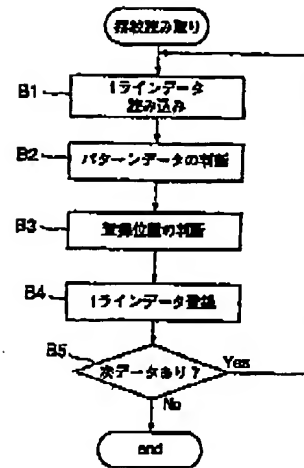 指紋読み取り
B1
1ラインデータ
読み込み
B2
パターンデータの判断
B3
登録位置の判断
B4
1ラインデータ登録
B5
次データあり?
Yes
No
end